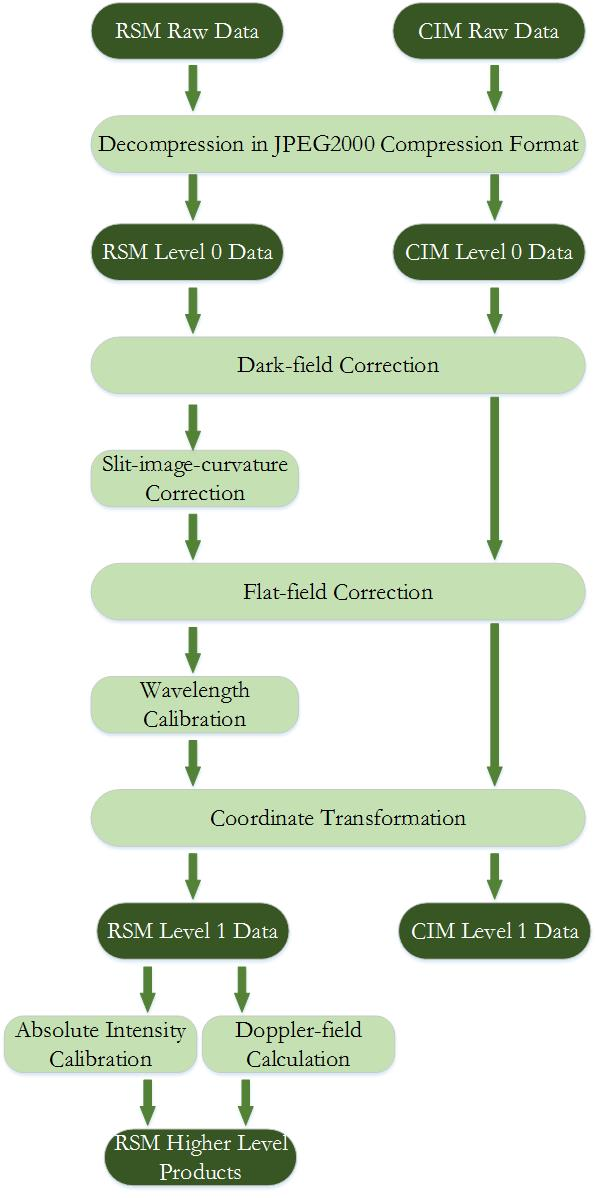 RSM Raw Data
CIM Raw Data
Decompression in JPEG2000 Compression Format
RSM Level 0 Data
CIM Level 0 Data
Dark-field Correction
Slit-image-curvature
Correction
Flat-field Correction
Wavelength
Calibration
Coordinate Transformation
RSM Level 1 Data
CIM Level 1 Data
Absolute Intensity
Calibration
Doppler-field
Calculation
RSM Higher Level
Products